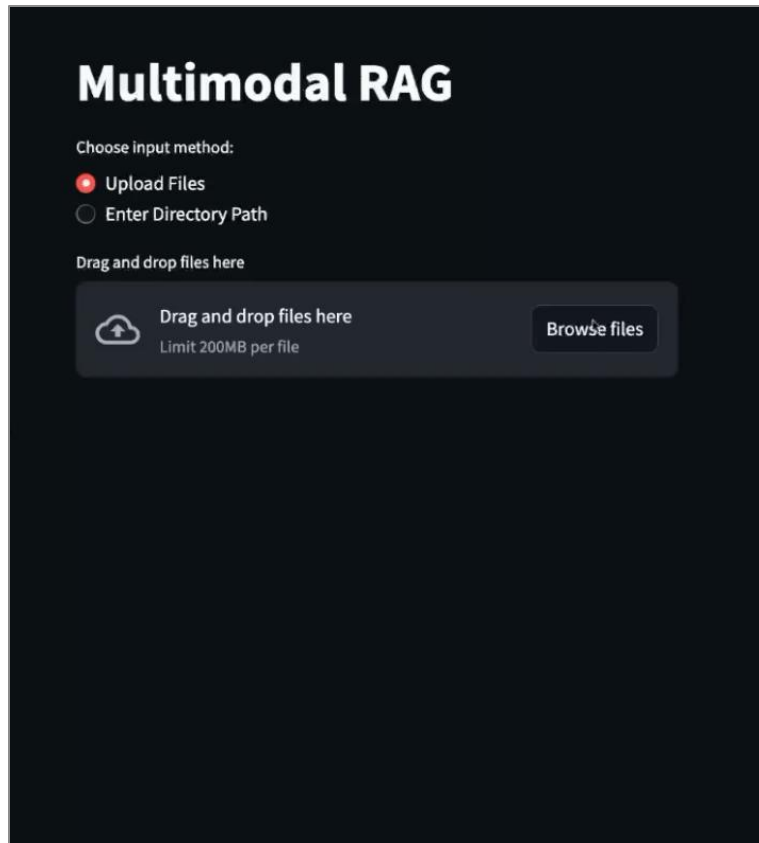 Multimodal RAG
Choose input method:
Upload Files
Enter Directory Path
Drag and drop files here
Drag and drop files here
Limit 200MB per file
Browse files